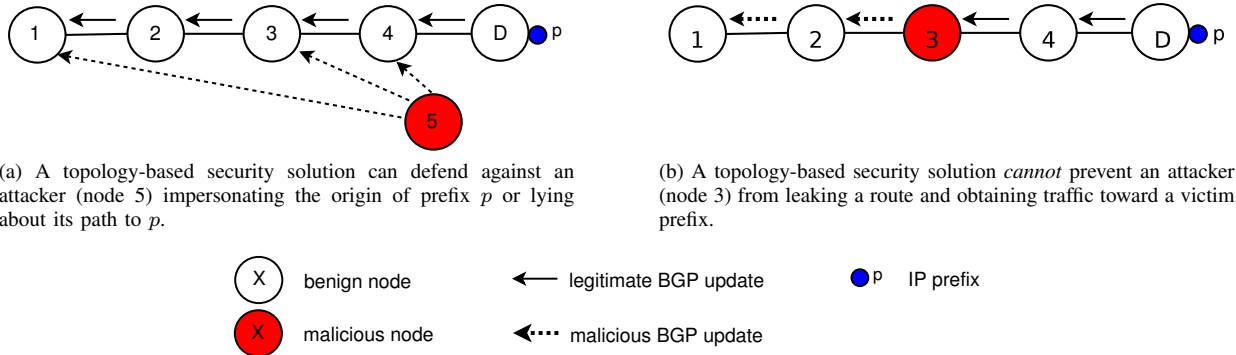 1 2 3 4 D p
5
1 2 3 4 D p
(a) A topology-based security solution can defend against an
attacker (node 5) impersonating the origin of prefix p or lying
about its path to p.
(b) A topology-based security solution cannot prevent an attacker
(node 3) from leaking a route and obtaining traffic toward a victim
prefix.
X benign node legitimate BGP update p IP prefix
X malicious node malicious BGP update